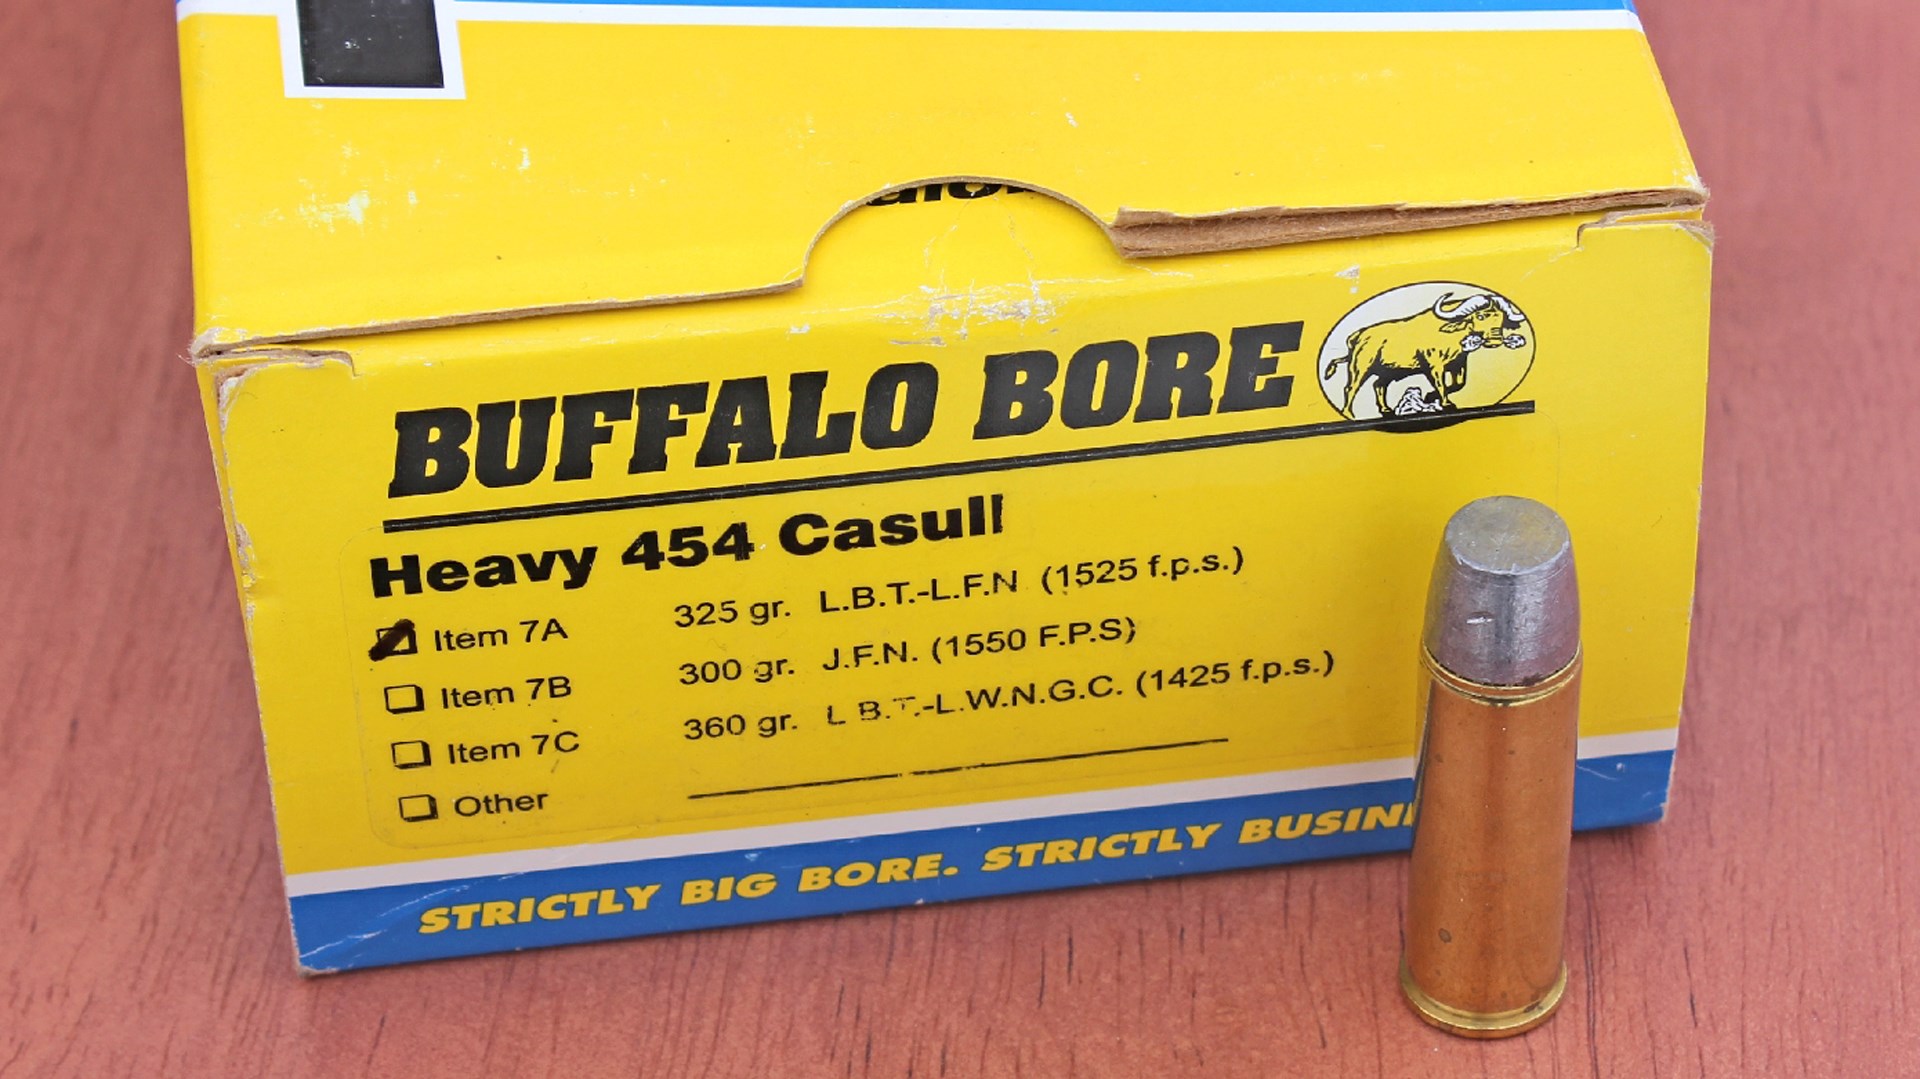 BUFFALO BORE
Heavy 454 Casull
Item 7A 325 gr. L.B.T.-L.F.N (1525 f.p.s.)
Item 7B 300 gr. J.F.N. (1550 F.P.S)
Item 7C 360 gr. L B.T.-L.W.N.G.C. (1425 f.p.s.)
Other
STRICTLY BIG BORE. STRICTLY